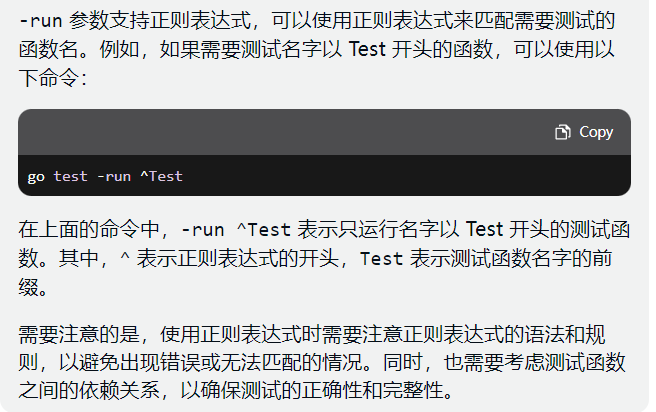 -run 参数支持正则表达式，可以使用正则表达式来匹配需要测试的
函数名。例如，如果需要测试名字以 Test 开头的函数，可以使用以
下命令：
Copy
go test -run ^Test
在上面的命令中，-run ^Test 表示只运行名字以 Test 开头的测试函
数。其中，^ 表示正则表达式的开头，Test 表示测试函数名字的前
缀。
需要注意的是，使用正则表达式时需要注意正则表达式的语法和规
则，以避免出现错误或无法匹配的情况。同时，也需要考虑测试函数
之间的依赖关系，以确保测试的正确性和完整性。